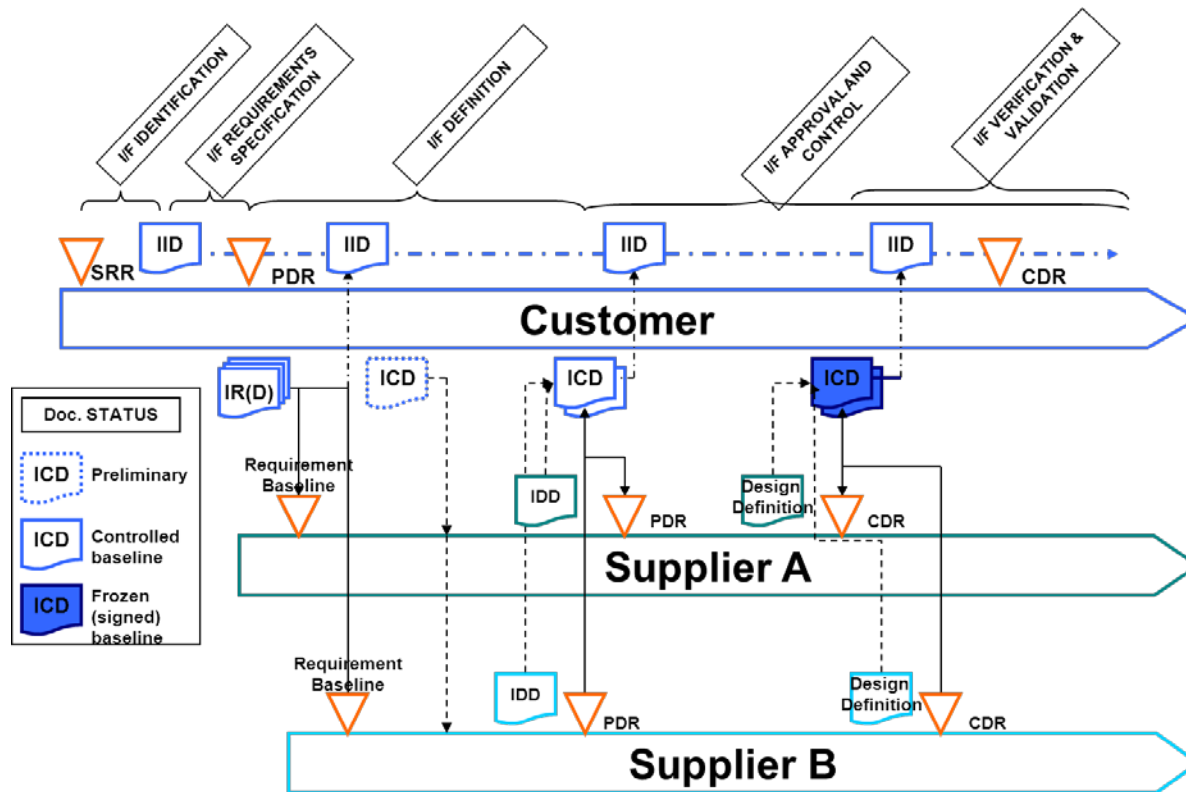 I/F IDENTIFICATION
I/F REQUIREMENTS
SPECIFICATION
I/F DEFINITION
I/F APPROVAL AND
CONTROL
I/F VERIFICATION &
VALIDATION
IID
IID
IID
IID
SRR
PDR
CDR
Customer
IR(D)
ICD
ICD
ICD
Doc. STATUS
ICD
Preliminary
ICD
Controlled
baseline
ICD
Frozen
(signed)
baseline
Requirement
Baseline
IDD
PDR
Design
Definition
CDR
Supplier A
Requirement
Baseline
IDD
PDR
Design
Definition
CDR
Supplier B